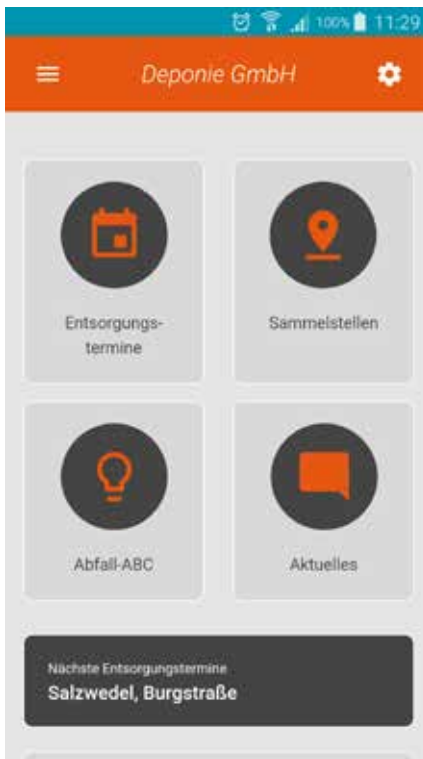 100% 11:29
Deponie GmbH
Entsorgungs-
termine
Sammelstellen
Abfall-ABC
Aktuelles
Nächste Entsorgungstermine
Salzwedel, Burgstraße